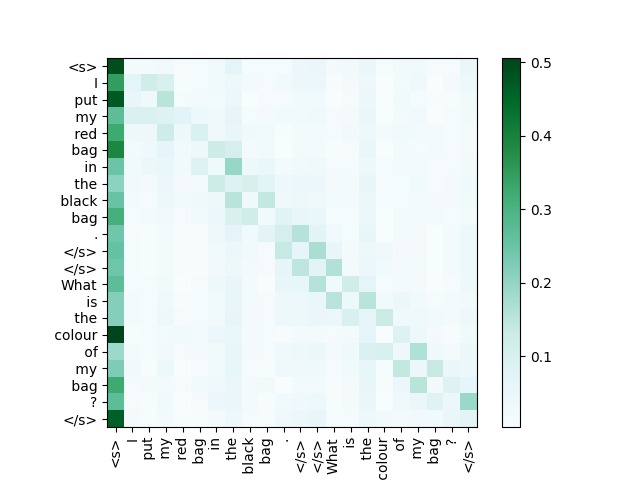 <s>
I
put
my
red
bag
in
the
black
bag
.
</s>
</s>
What
is
the
colour
of
my
bag
?
</s>
<s>
I
put
my
red
bag
in
the
black
bag
.
</s>
</s>
What
is
the
colour
of
my
bag
?
</s>
0.5
0.4
0.3
0.2
0.1